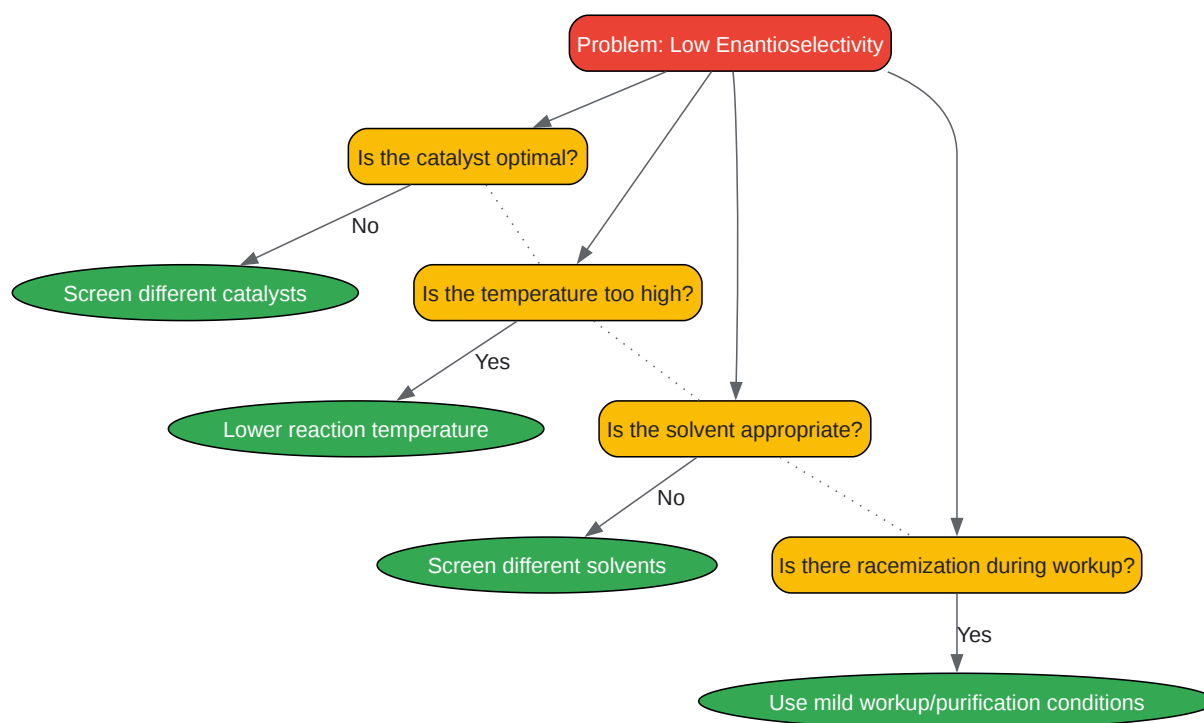 Problem: Low Enantioselectivity
Is the catalyst optimal?
No
Screen different catalysts
Is the temperature too high?
Yes
Lower reaction temperature
Is the solvent appropriate?
No
Screen different solvents
Is there racemization during workup?
Yes
Use mild workup/purification conditions